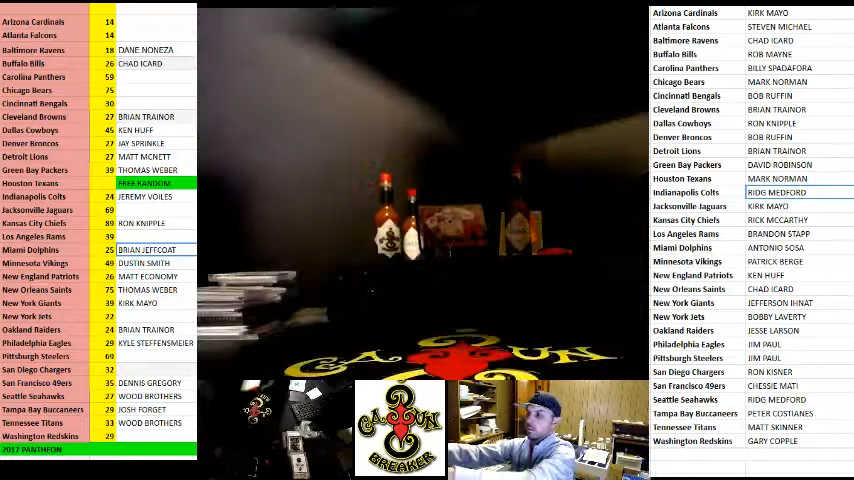 Arizona Cardinals 14
Atlanta Falcons 14
Baltimore Ravens 18 DANE NONEZA
Buffalo Bills 26 CHAD ICARD
Carolina Panthers 59
Chicago Bears 75
Cincinnati Bengals 30
Cleveland Browns 27 BRIAN TRAINOR
Dallas Cowboys 45 KEN HUFF
Denver Broncos 27 JAY SPRINKLE
Detroit Lions 27 MATT MCNETT
Green Bay Packers 39 THOMAS WEBER
Houston Texans FREE RANDOM
Indianapolis Colts 24 JEREMY VOILES
Jacksonville Jaguars 69
Kansas City Chiefs 89 RON KNIPPLE
Los Angeles Rams 39
Miami Dolphins 25 BRIAN JEFFCOAT
Minnesota Vikings 49 DUSTIN SMITH
New England Patriots 26 MATT ECONOMY
New Orleans Saints 75 THOMAS WEBER
New York Giants 39 KIRK MAYO
New York Jets 22
Oakland Raiders 24 BRIAN TRAINOR
Philadelphia Eagles 29 KYLE STEFFENSMEIER
Pittsburgh Steelers 69
San Diego Chargers 32
San Francisco 49ers 35 DENNIS GREGORY
Seattle Seahawks 27 WOOD BROTHERS
Tampa Bay Buccaneers 29 JOSH FORGET
Tennessee Titans 33 WOOD BROTHERS
Washington Redskins 29
2017 PANTHEON
CAJUN
CAJUN
BREAKER
Arizona Cardinals KIRK MAYO
Atlanta Falcons STEVEN MICHAEL
Baltimore Ravens CHAD ICARD
Buffalo Bills ROB MAYNE
Carolina Panthers BILLY SPADAFORA
Chicago Bears MARK NORMAN
Cincinnati Bengals BOB RUFFIN
Cleveland Browns BRIAN TRAINOR
Dallas Cowboys RON KNIPPLE
Denver Broncos BOB RUFFIN
Detroit Lions BRIAN TRAINOR
Green Bay Packers DAVID ROBINSON
Houston Texans MARK NORMAN
Indianapolis Colts RIDG MEDFORD
Jacksonville Jaguars KIRK MAYO
Kansas City Chiefs RICK MCCARTHY
Los Angeles Rams BRANDON STAPP
Miami Dolphins ANTONIO SOSA
Minnesota Vikings PATRICK BERGE
New England Patriots KEN HUFF
New Orleans Saints CHAD ICARD
New York Giants JEFFERSON IHNAT
New York Jets BOBBY LAVERTY
Oakland Raiders JESSE LARSON
Philadelphia Eagles JIM PAUL
Pittsburgh Steelers JIM PAUL
San Diego Chargers RON KISNER
San Francisco 49ers CHESSIE MATI
Seattle Seahawks RIDG MEDFORD
Tampa Bay Buccaneers PETER COSTIANES
Tennessee Titans MATT SKINNER
Washington Redskins GARY COPPLE